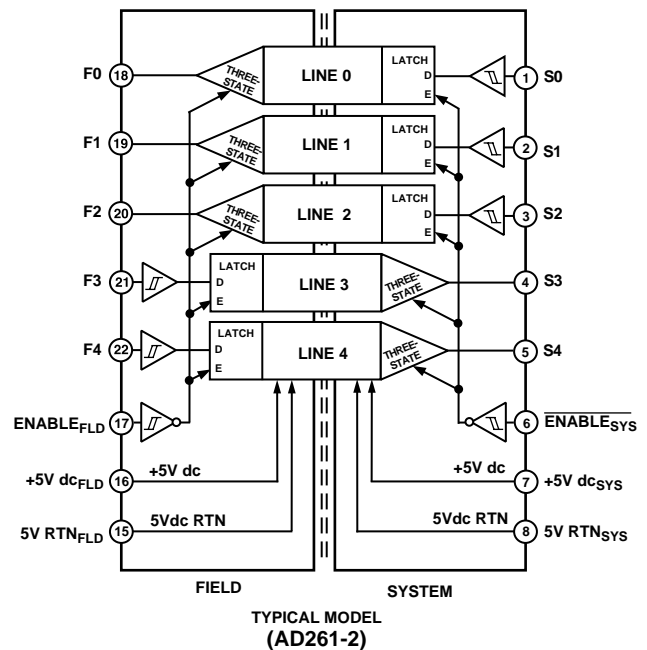 F0 18 THREE-STATE LINE 0 LATCH D E 1 S0
F1 19 THREE-STATE LINE 1 LATCH D E 2 S1
F2 20 THREE-STATE LINE 2 LATCH D E 3 S2
F3 21 LATCH D E LINE 3 THREE-STATE 4 S3
F4 22 LATCH D E LINE 4 THREE-STATE 5 S4
ENABLEFLD 17 6 ENABLESYS
+5V dcFLD 16 +5V dc +5V dc 7 +5V dcSYS
5V RTNFLD 15 5Vdc RTN 5Vdc RTN 8 5V RTNSYS
FIELD SYSTEM
TYPICAL MODEL
(AD261-2)